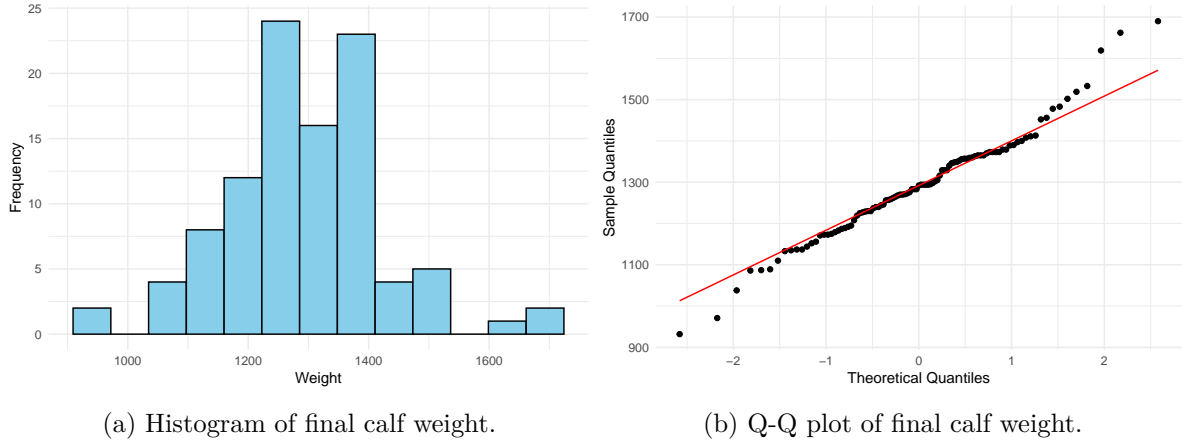 25
20
15
10
5
0
Frequency
1000 1200 1400 1600
Weight
(a) Histogram of final calf weight.
1700
1500
1300
1100
900
Sample Quantiles
−2 −1 0 1 2
Theoretical Quantiles
(b) Q-Q plot of final calf weight.